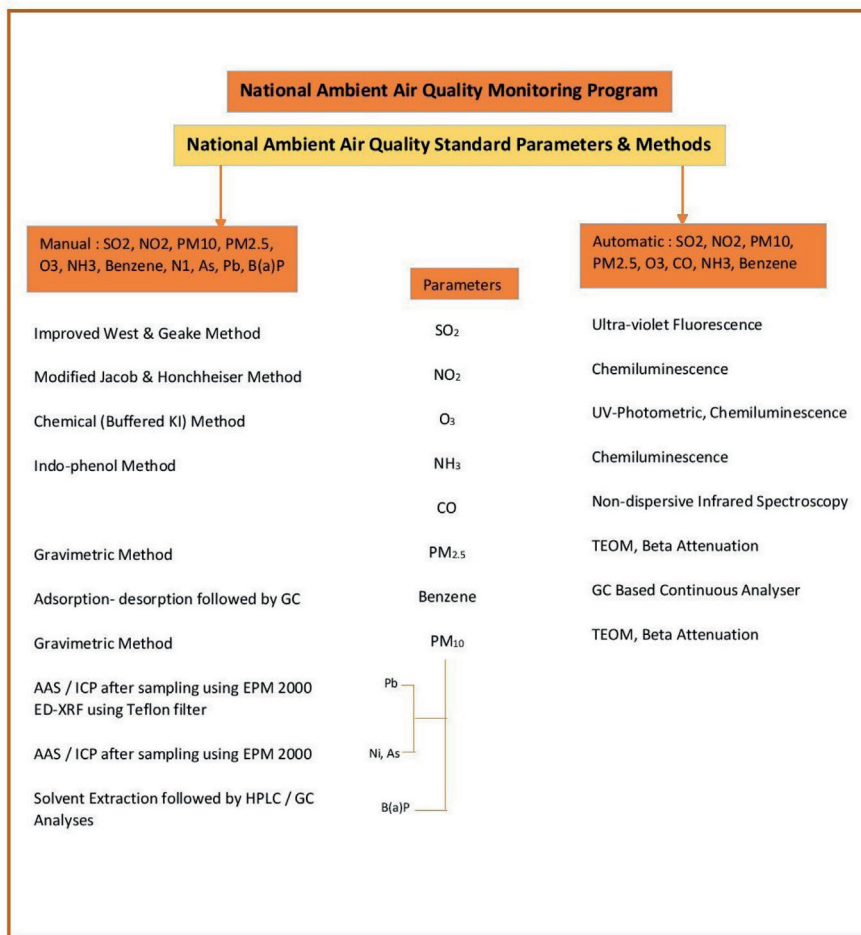 National Ambient Air Quality Monitoring Program
National Ambient Air Quality Standard Parameters & Methods
Manual : SO2, NO2, PM10, PM2.5,
O3, NH3, Benzene, N1, As, Pb, B(a)P
Automatic : SO2, NO2, PM10,
PM2.5, O3, CO, NH3, Benzene
Parameters
Improved West & Geake Method
SO₂
Ultra-violet Fluorescence
Modified Jacob & Honchheiser Method
NO₂
Chemiluminescence
Chemical (Buffered KI) Method
O₃
UV-Photometric, Chemiluminescence
Indo-phenol Method
NH₃
Chemiluminescence
CO
Non-dispersive Infrared Spectroscopy
Gravimetric Method
PM₂.₅
TEOM, Beta Attenuation
Adsorption- desorption followed by GC
Benzene
GC Based Continuous Analyser
Gravimetric Method
PM₁₀
TEOM, Beta Attenuation
AAS / ICP after sampling using EPM 2000
ED-XRF using Teflon filter
Pb
AAS / ICP after sampling using EPM 2000
Ni, As
Solvent Extraction followed by HPLC / GC
Analyses
B(a)P